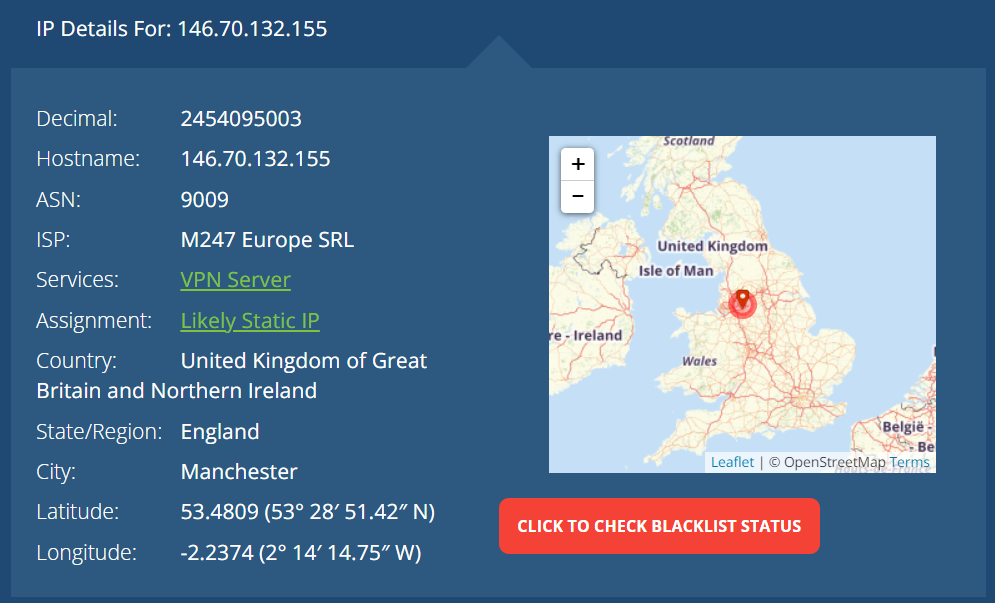 IP Details For: 146.70.132.155
Decimal: 2454095003
Hostname: 146.70.132.155
ASN: 9009
ISP: M247 Europe SRL
Services: VPN Server
Assignment: Likely Static IP
Country: United Kingdom of Great
Britain and Northern Ireland
State/Region: England
City: Manchester
Latitude: 53.4809 (53° 28′ 51.42″ N)
Longitude: -2.2374 (2° 14′ 14.75″ W)
+
−
Scotland
United Kingdom
Isle of Man
re - Ireland
Wales
België -
- Be
Leaflet | © OpenStreetMap Terms
CLICK TO CHECK BLACKLIST STATUS